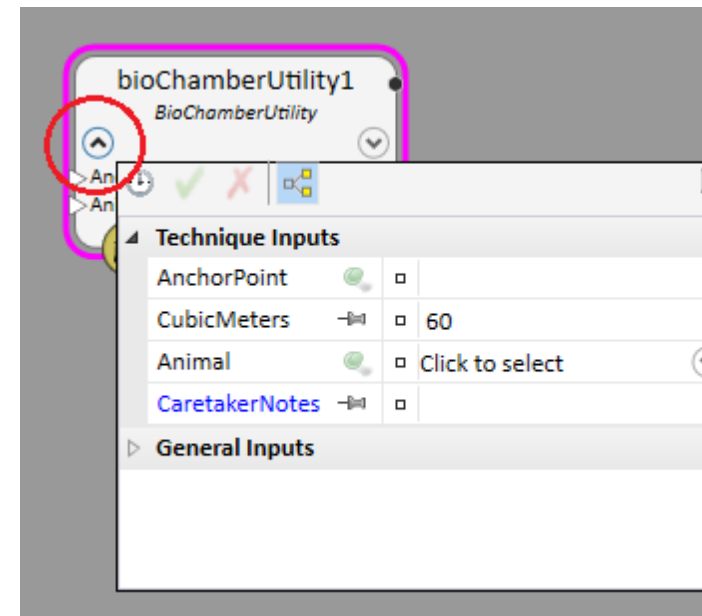 bioChamberUtility1
BioChamberUtility
Technique Inputs
AnchorPoint
CubicMeters 60
Animal Click to select
CaretakerNotes
General Inputs